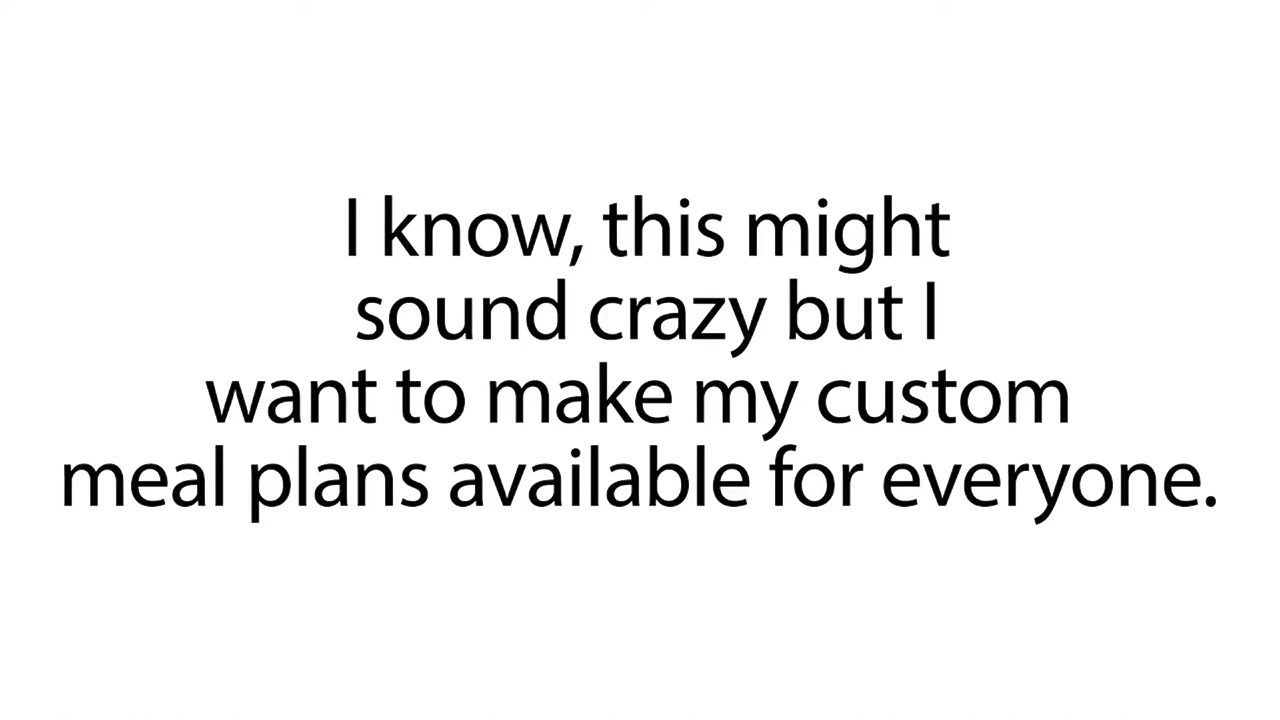 I know, this might
sound crazy but I
want to make my custom
meal plans available for everyone.